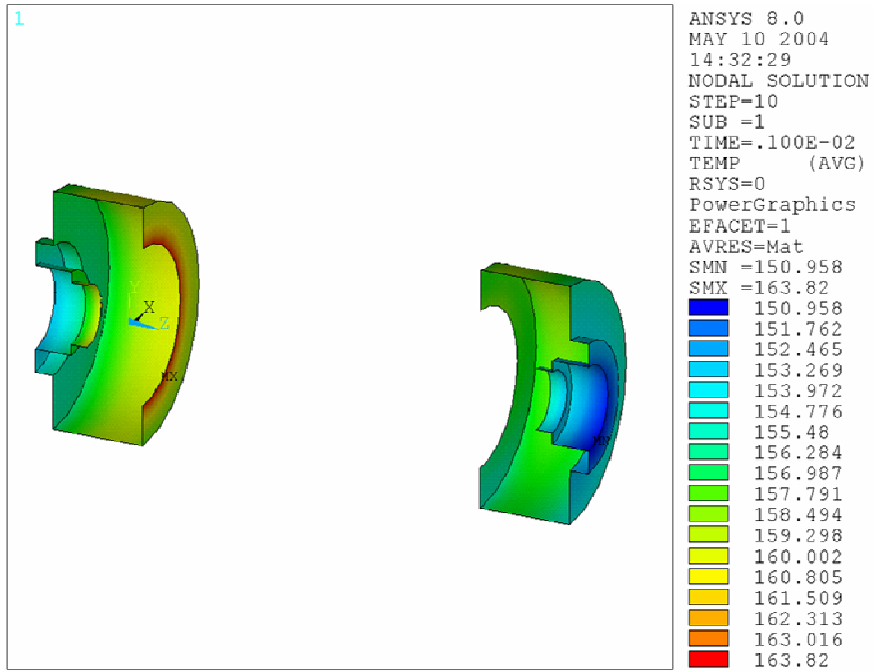 1
ANSYS 8.0
MAY 10 2004
14:32:29
NODAL SOLUTION
STEP=10
SUB =1
TIME=.100E-02
TEMP (AVG)
RSYS=0
PowerGraphics
EFACET=1
AVRES=Mat
SMN =150.958
SMX =163.82
150.958
151.762
152.465
153.269
153.972
154.776
155.48
156.284
156.987
157.791
158.494
159.298
160.002
160.805
161.509
162.313
163.016
163.82
Y
X
Z
MX
MN